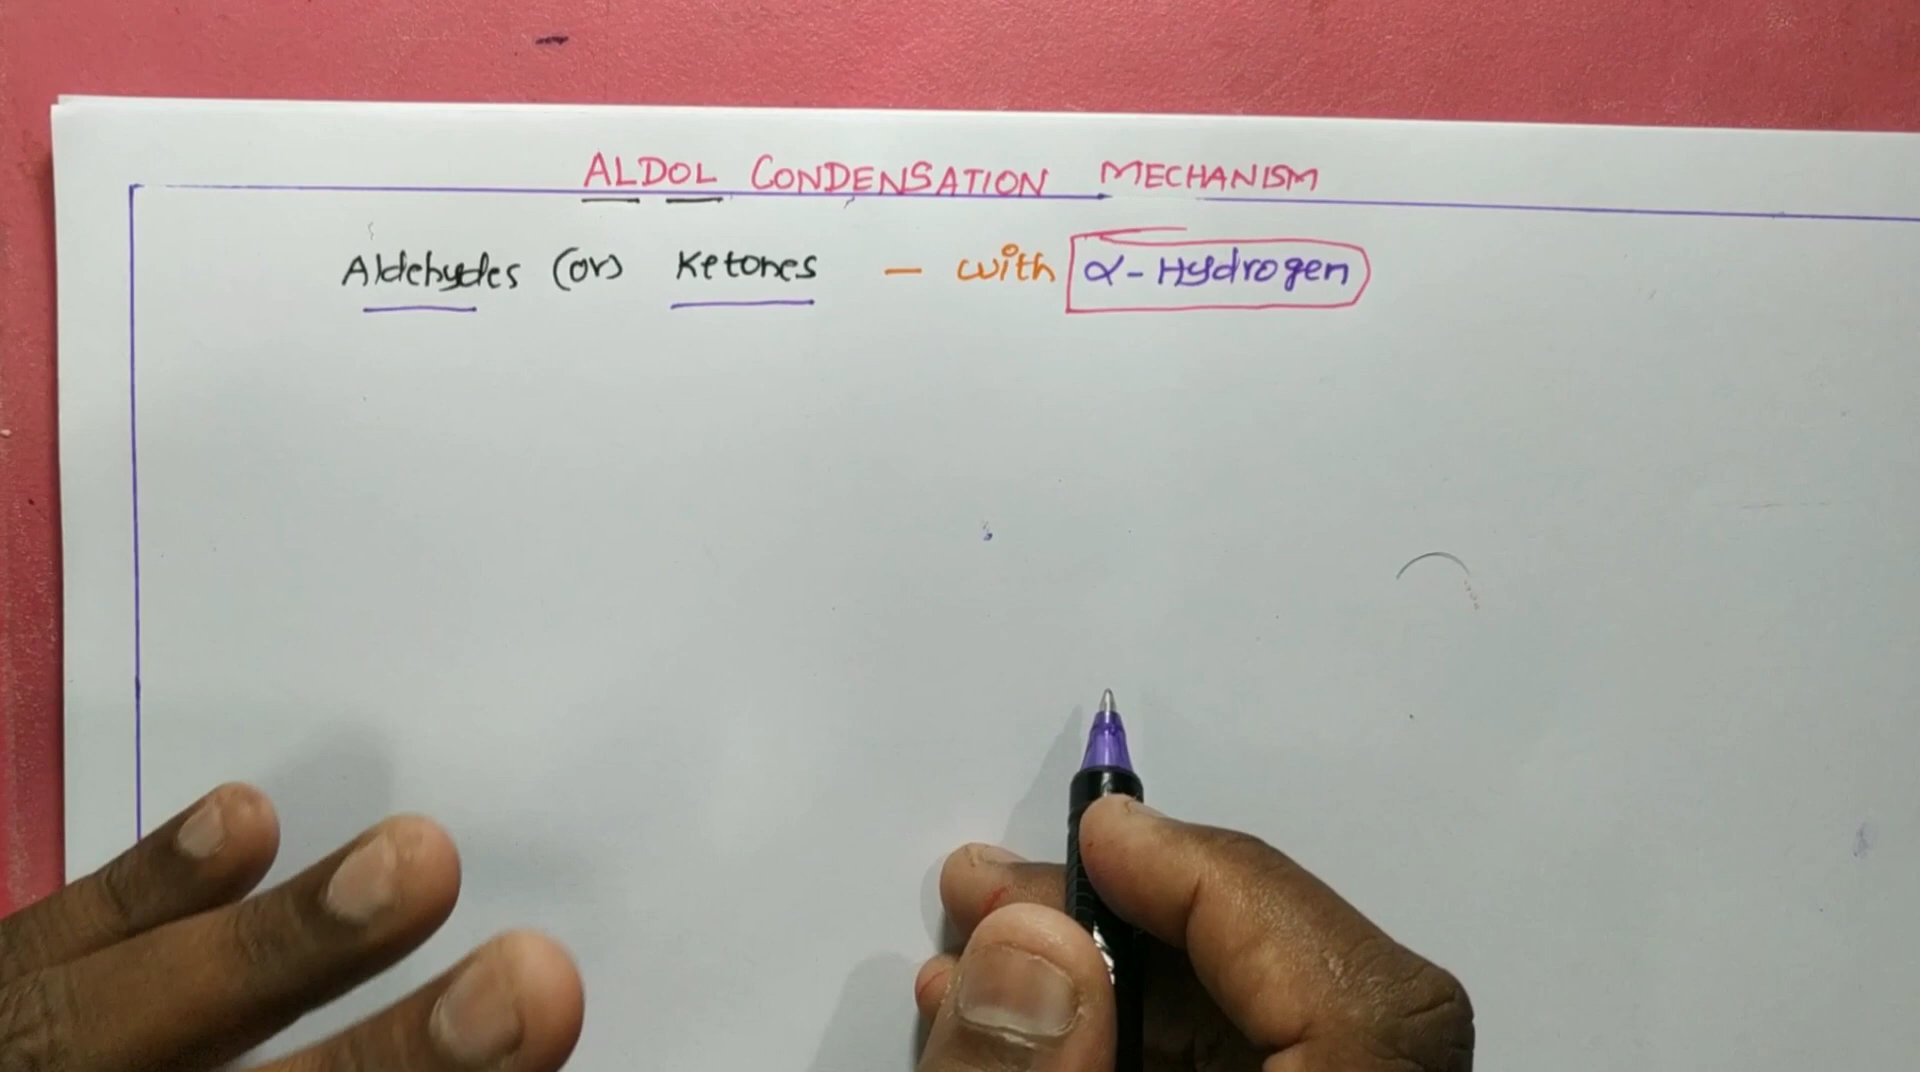 ALDOL CONDENSATION MECHANISM
Aldehydes (or) Ketones - with α-Hydrogen